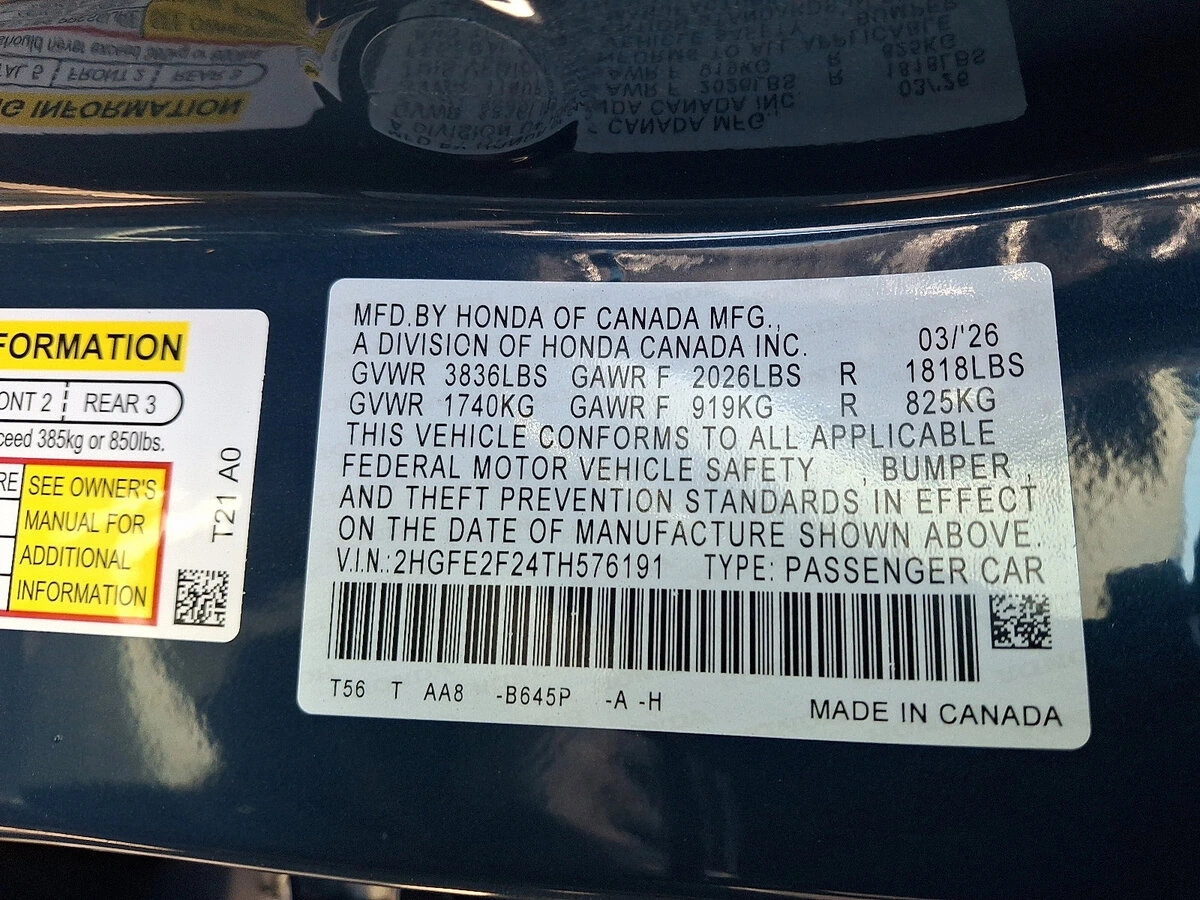 FORMATION
ONT 2 REAR 3
ceed 385kg or 850lbs.
RE SEE OWNER'S
MANUAL FOR
ADDITIONAL
INFORMATION
T21 A0
MFD.BY HONDA OF CANADA MFG.,
A DIVISION OF HONDA CANADA INC. 03/'26
GVWR 3836LBS GAWR F 2026LBS R 1818LBS
GVWR 1740KG GAWR F 919KG R 825KG
THIS VEHICLE CONFORMS TO ALL APPLICABLE
FEDERAL MOTOR VEHICLE SAFETY , BUMPER ,
AND THEFT PREVENTION STANDARDS IN EFFECT
ON THE DATE OF MANUFACTURE SHOWN ABOVE.
V.I.N.:2HGFE2F24TH576191 TYPE: PASSENGER CAR
T56 T AA8 -B645P -A -H
MADE IN CANADA